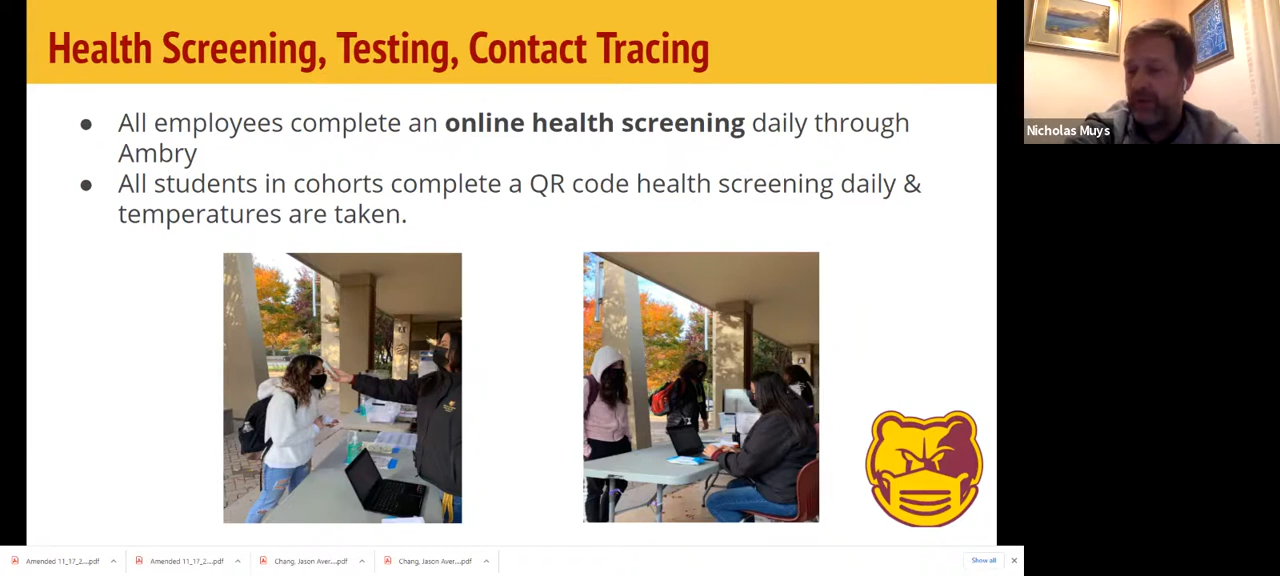 Health Screening, Testing, Contact Tracing
● All employees complete an online health screening daily through
Ambry
● All students in cohorts complete a QR code health screening daily &
temperatures are taken.
Nicholas Muys
Amended 11_17_2....pdf
Amended 11_17_2....pdf
Chang, Jason Aver....pdf
Chang, Jason Aver....pdf
Show all